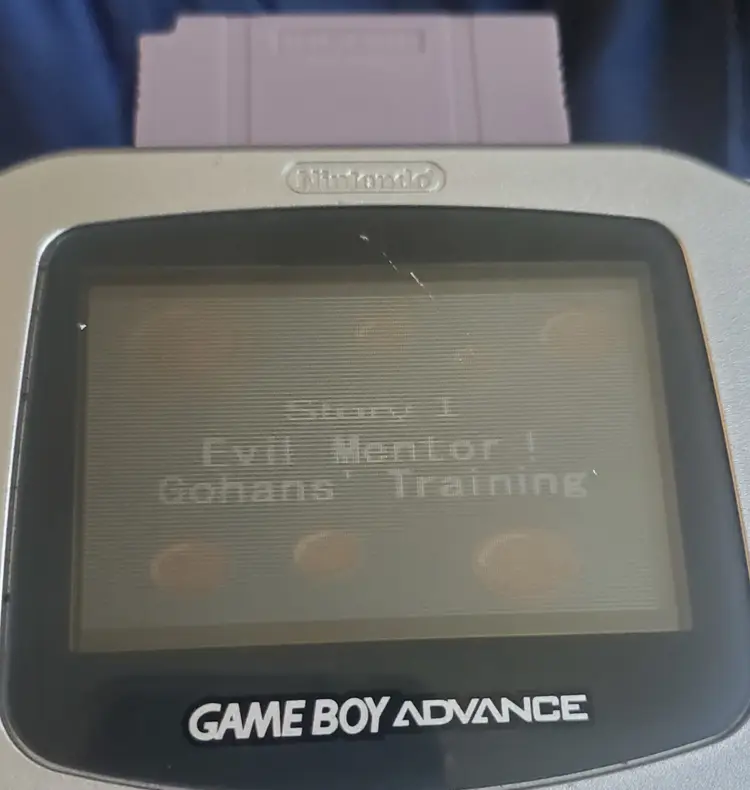 Nintendo
Story 1
Evil Mentor !
Gohans' Training
GAME BOY ADVANCE